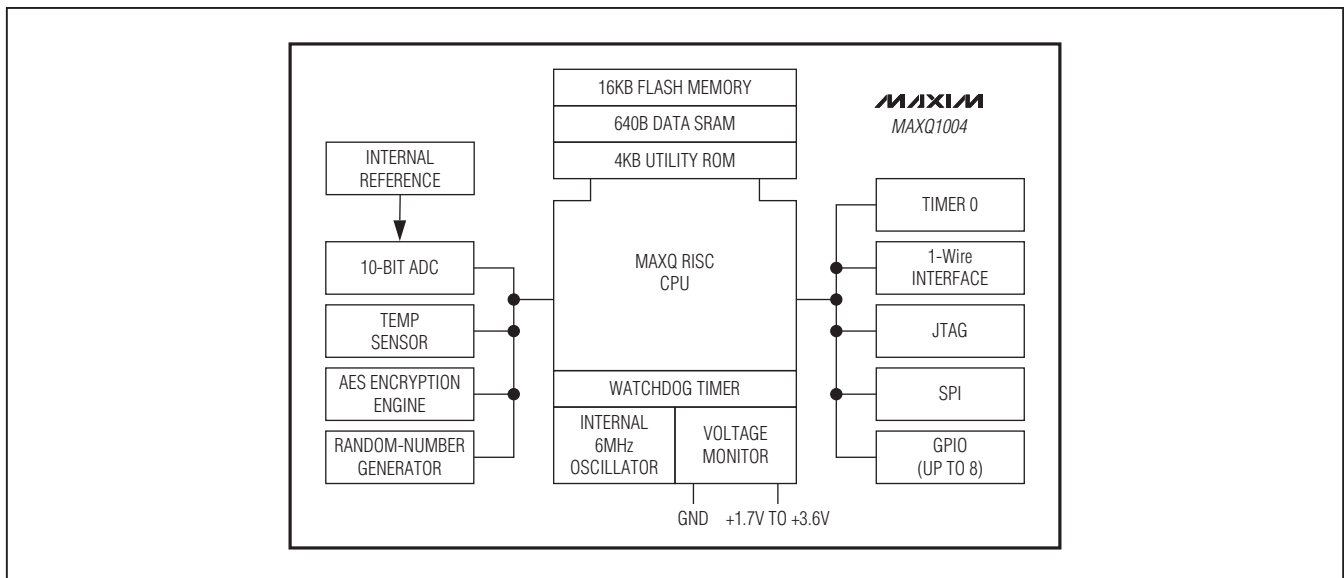 16KB FLASH MEMORY
640B DATA SRAM
4KB UTILITY ROM
MAXIM
MAXQ1004
INTERNAL
REFERENCE
10-BIT ADC
TEMP
SENSOR
AES ENCRYPTION
ENGINE
RANDOM-NUMBER
GENERATOR
MAXQ RISC
CPU
WATCHDOG TIMER
INTERNAL
6MHz
OSCILLATOR
VOLTAGE
MONITOR
GND
+1.7V TO +3.6V
TIMER 0
1-Wire
INTERFACE
JTAG
SPI
GPIO
(UP TO 8)